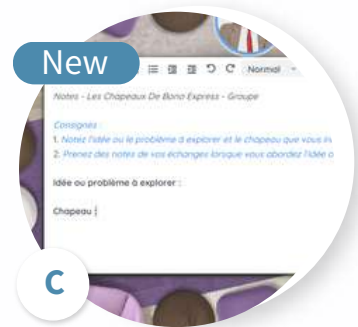 New
Normal
Notes - Les Chapeaux De Bono Express - Groupe
Consignes :
1. Notez l'idée ou le problème à explorer et le chapeau que vous in
2. Prenez des notes de vos échanges lorsque vous abordez l'idée o
Idée ou problème à explorer :
Chapeau :
C